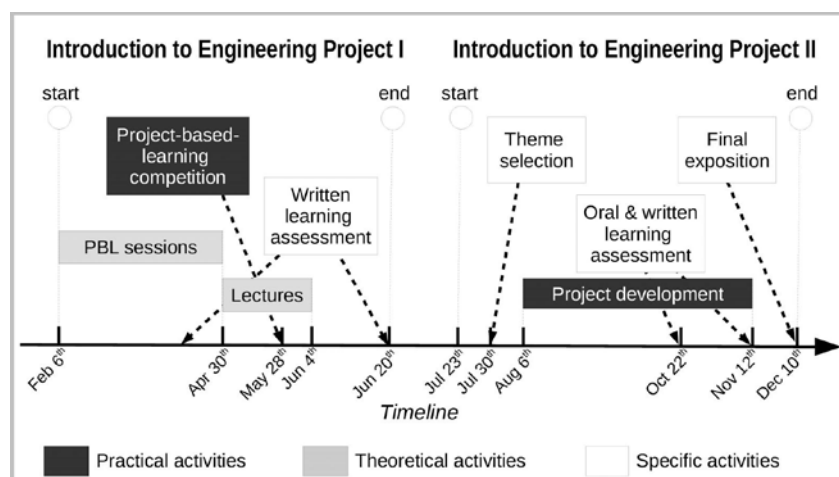 Introduction to Engineering Project I
Introduction to Engineering Project II
start
end
start
end
Project-based-
learning
competition
Written
learning
assessment
PBL sessions
Lectures
Theme
selection
Final
exposition
Oral & written
learning
assessment
Project development
Feb 6th
Apr 30th
May 28th
Jun 4th
Jun 20th
Jul 23th
Jul 30th
Aug 6th
Oct 22th
Nov 12th
Dec 10th
Timeline
Practical activities
Theoretical activities
Specific activities